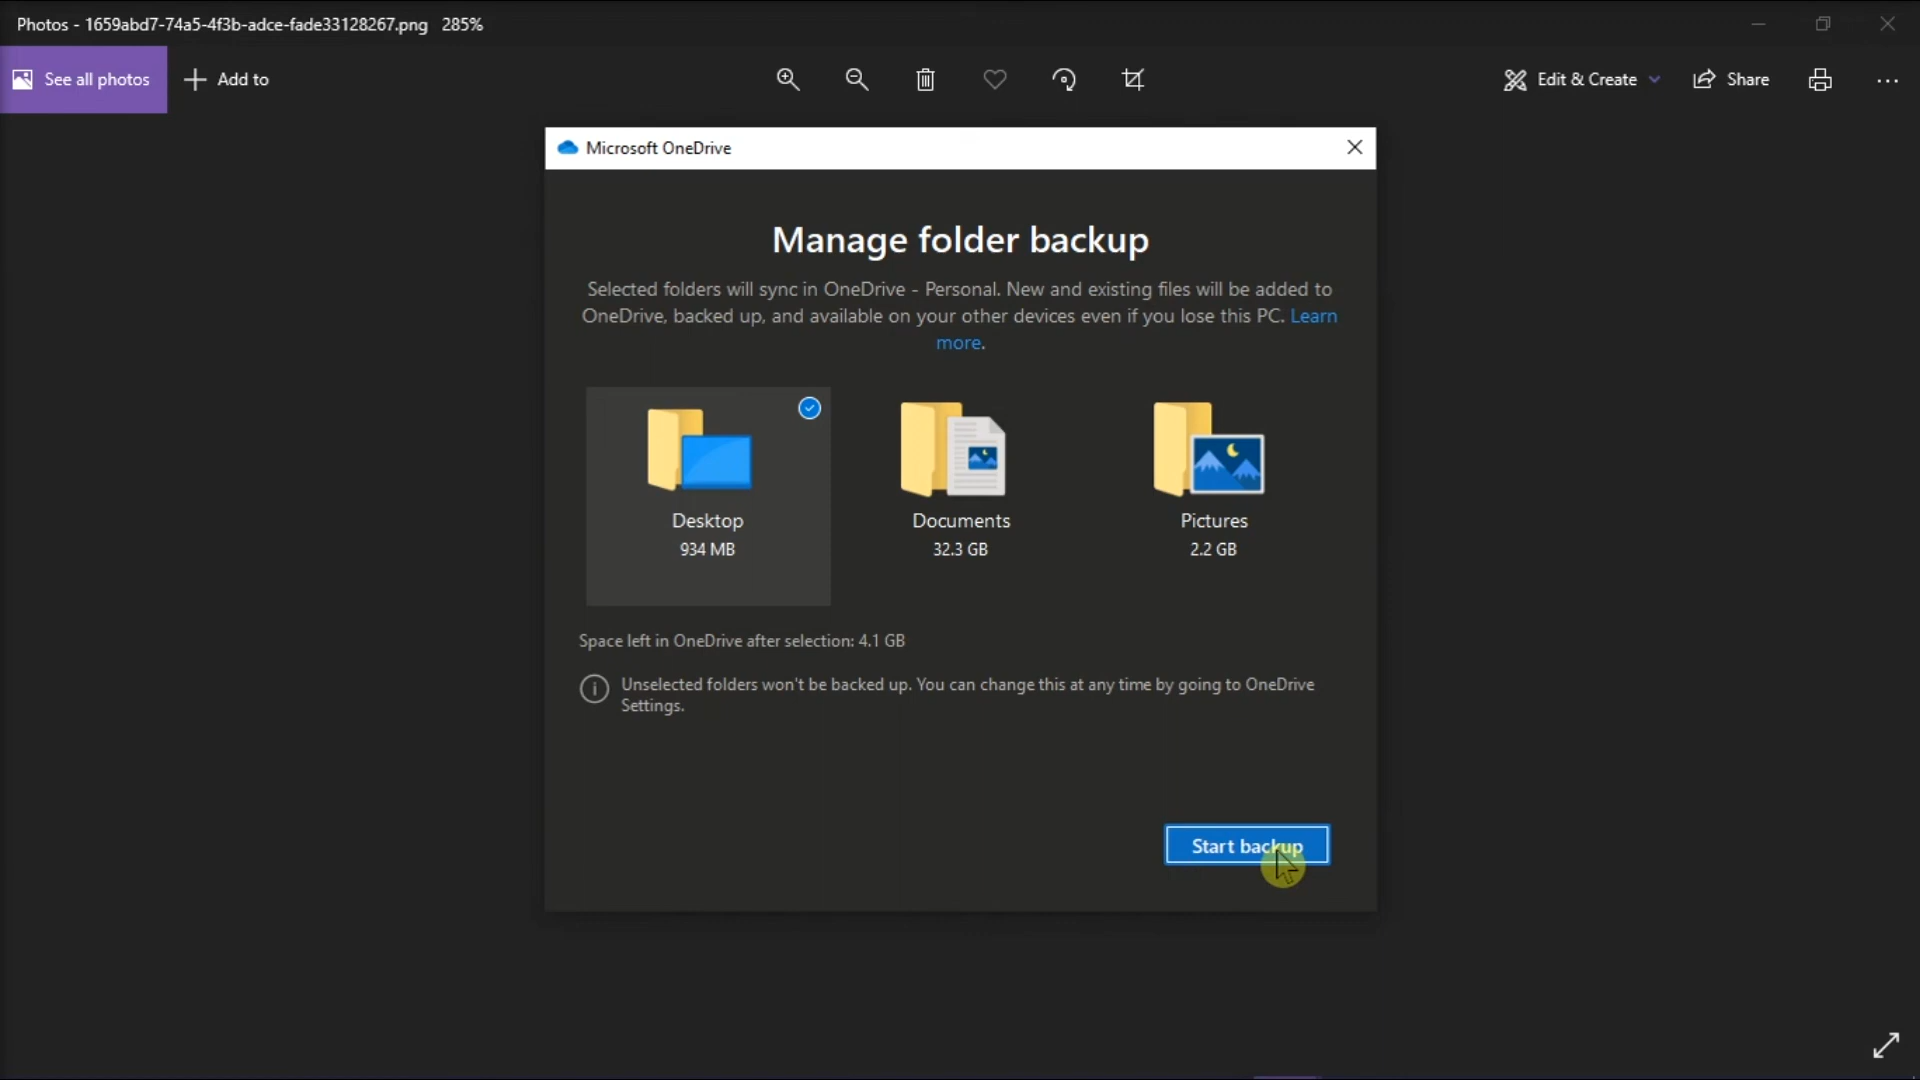 Photos - 1659abd7-74a5-4f3b-adce-fade33128267.png 285%
See all photos
Add to
Edit & Create
Share
Microsoft OneDrive
Manage folder backup
Selected folders will sync in OneDrive - Personal. New and existing files will be added to
OneDrive, backed up, and available on your other devices even if you lose this PC. Learn
more.
Desktop
934 MB
Documents
32.3 GB
Pictures
2.2 GB
Space left in OneDrive after selection: 4.1 GB
Unselected folders won't be backed up. You can change this at any time by going to OneDrive
Settings.
Start backup